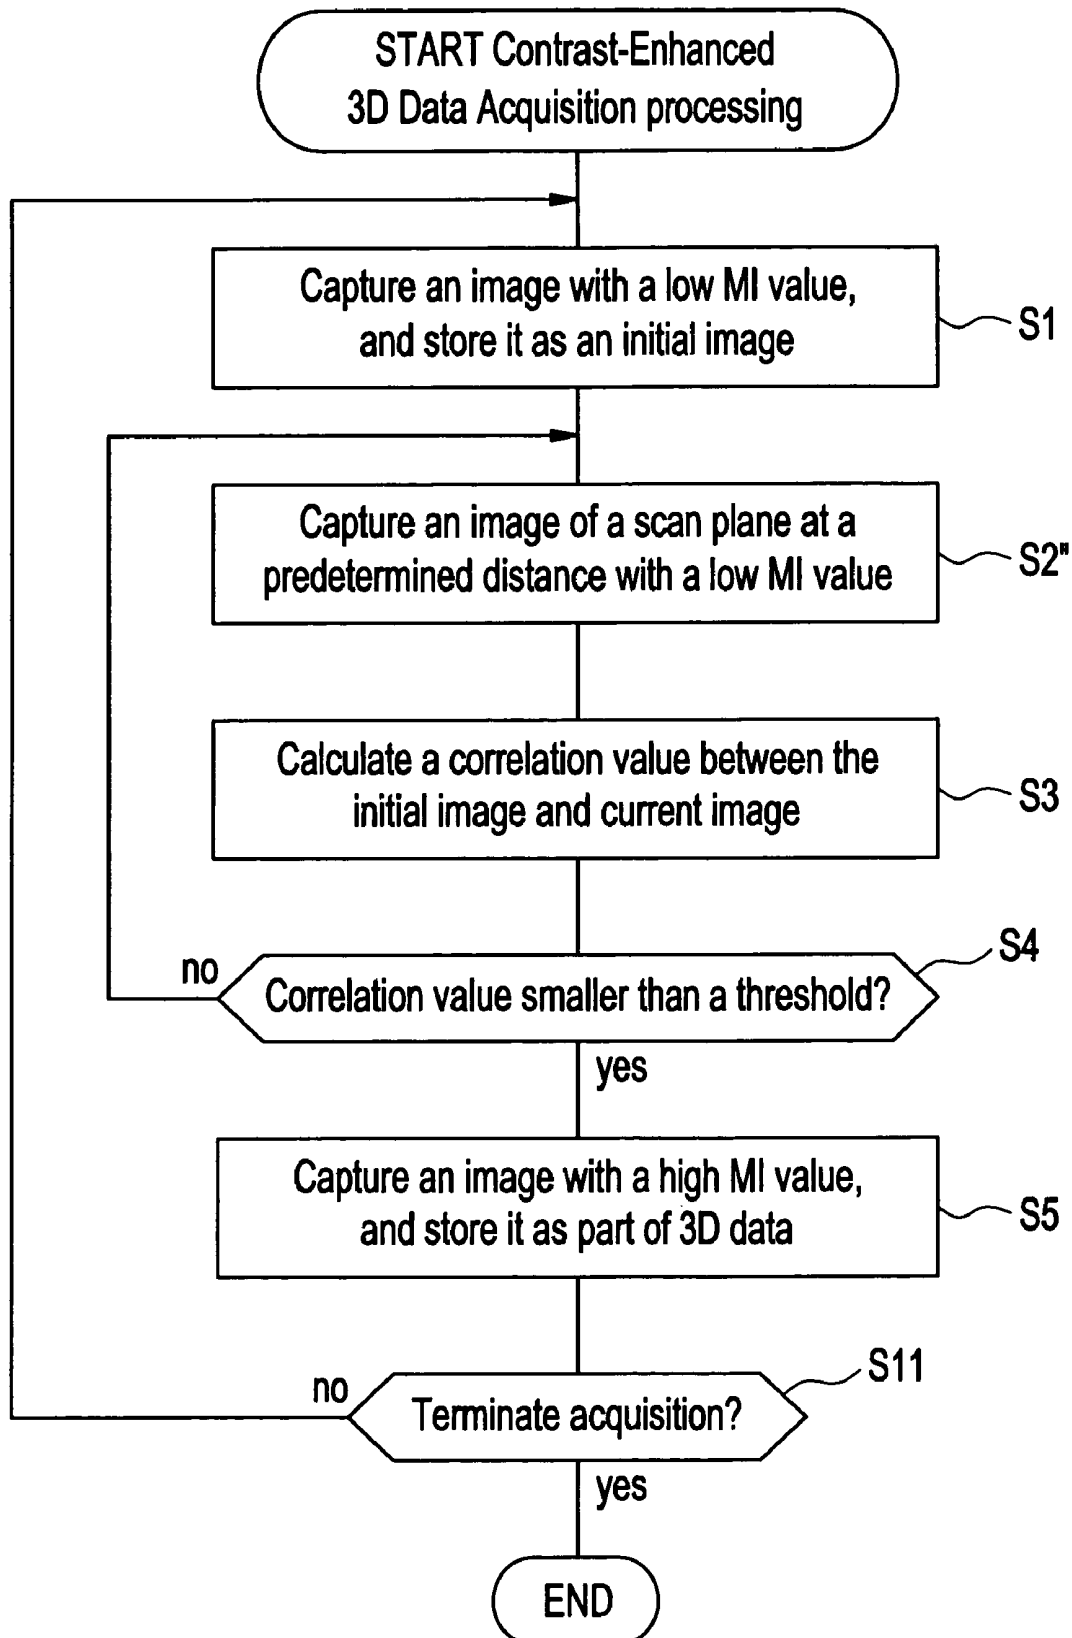 START Contrast-Enhanced
3D Data Acquisition processing
Capture an image with a low MI value,
and store it as an initial image
S1
Capture an image of a scan plane at a
predetermined distance with a low MI value
S2"
Calculate a correlation value between the
initial image and current image
S3
S4
no
Correlation value smaller than a threshold?
yes
Capture an image with a high MI value,
and store it as part of 3D data
S5
S11
no
Terminate acquisition?
yes
END